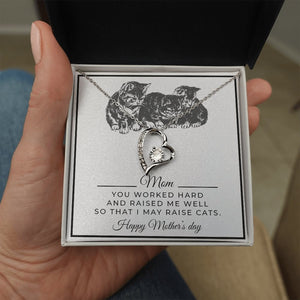 Mom
YOU WORKED HARD
AND RAISED ME WELL
SO THAT I MAY RAISE CATS.
Happy Mother's day